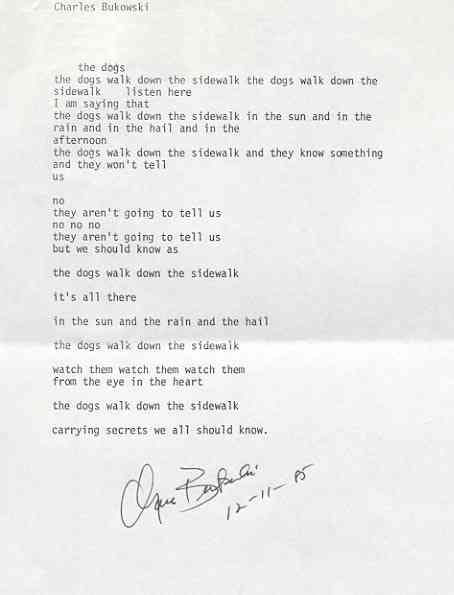 Charles Bukowski
the dogs
the dogs walk down the sidewalk the dogs walk down the
sidewalk    listen here
I am saying that
the dogs walk down the sidewalk in the sun and in the
rain and in the hail and in the
afternoon
the dogs walk down the sidewalk and they know something
and they won't tell
us
no
they aren't going to tell us
no no no
they aren't going to tell us
but we should know as
the dogs walk down the sidewalk
it's all there
in the sun and the rain and the hail
the dogs walk down the sidewalk
watch them watch them watch them
from the eye in the heart
the dogs walk down the sidewalk
carrying secrets we all should know.
Bukowski
12-11-85